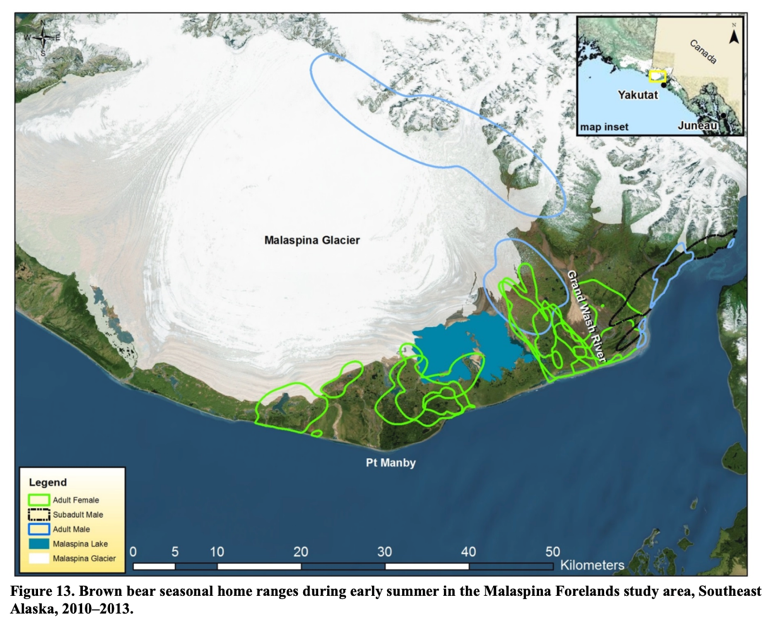 N
W E
S
N
Canada
Yakutat
Juneau
map inset
Malaspina Glacier
Grand Wash River
Pt Manby
Legend
Adult Female
Subadult Male
Adult Male
Malaspina Lake
Malaspina Glacier
0 5 10 20 30 40 50
Kilometers
Figure 13. Brown bear seasonal home ranges during early summer in the Malaspina Forelands study area, Southeast
Alaska, 2010–2013.